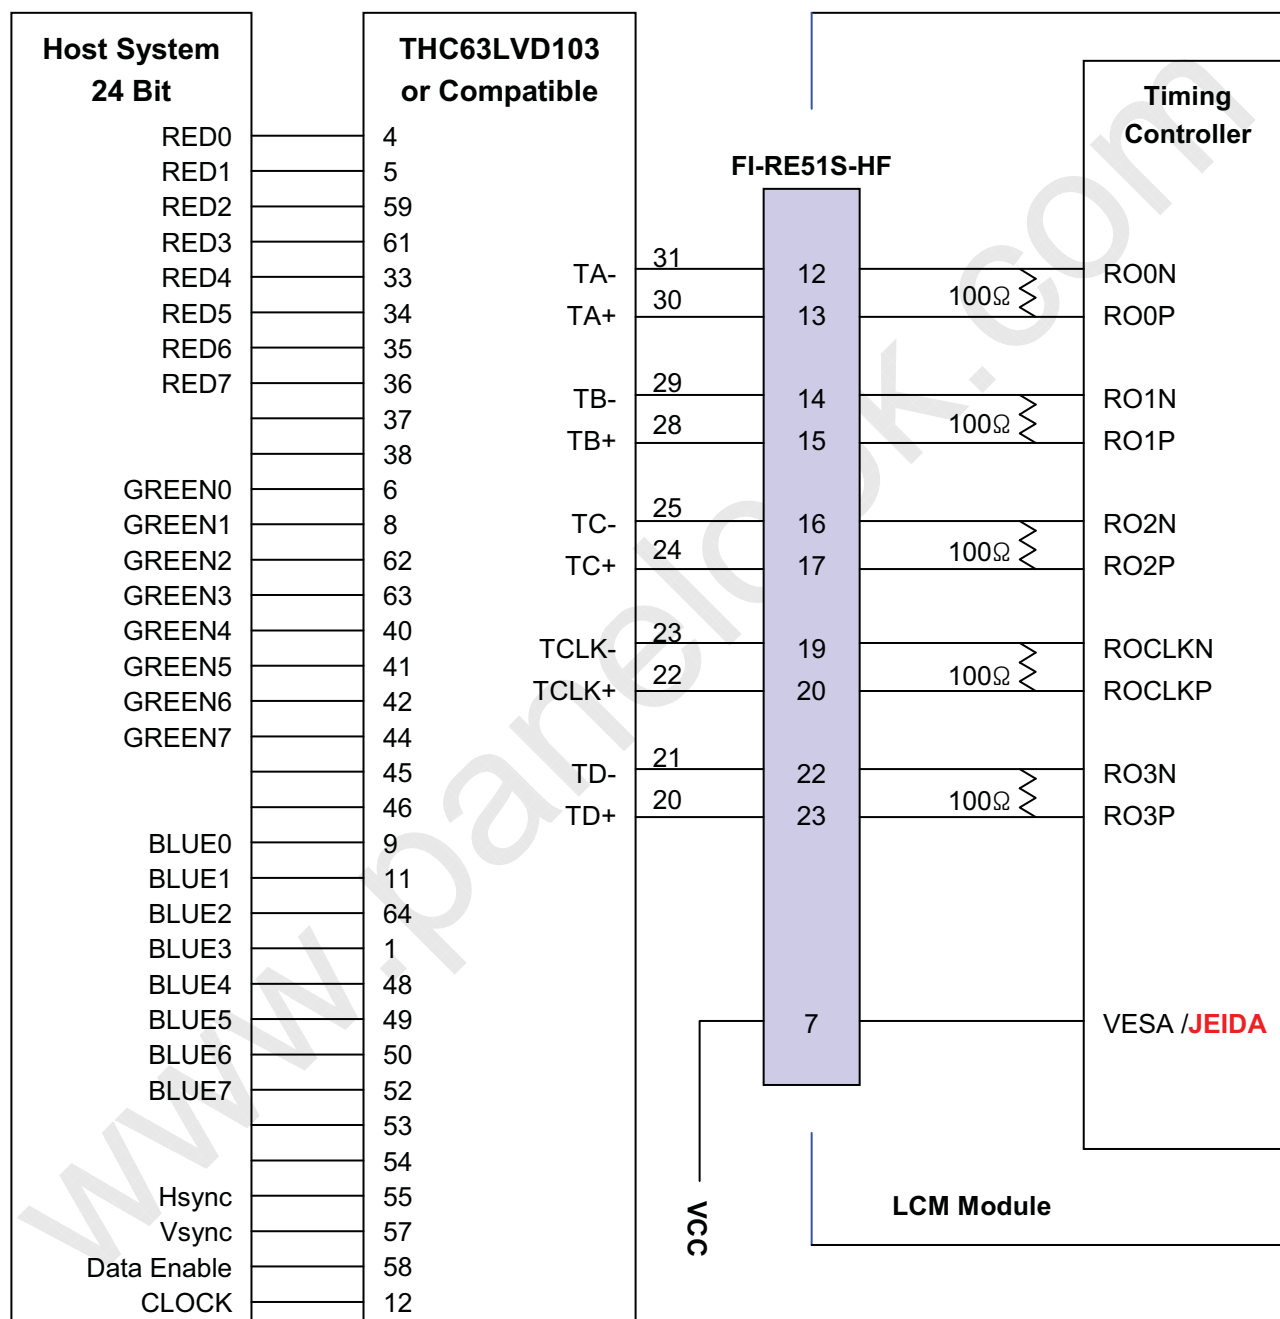 Host System
24 Bit
THC63LVD103
or Compatible
Timing
Controller
FI-RE51S-HF
RED0 4
RED1 5
RED2 59
RED3 61
RED4 33
RED5 34
RED6 35
RED7 36
37
38
GREEN0 6
GREEN1 8
GREEN2 62
GREEN3 63
GREEN4 40
GREEN5 41
GREEN6 42
GREEN7 44
45
46
BLUE0 9
BLUE1 11
BLUE2 64
BLUE3 1
BLUE4 48
BLUE5 49
BLUE6 50
BLUE7 52
53
54
Hsync 55
Vsync 57
Data Enable 58
CLOCK 12
TA- 31 12 RO0N
100Ω
TA+ 30 13 RO0P
TB- 29 14 RO1N
100Ω
TB+ 28 15 RO1P
TC- 25 16 RO2N
100Ω
TC+ 24 17 RO2P
TCLK- 23 19 ROCLKN
100Ω
TCLK+ 22 20 ROCLKP
TD- 21 22 RO3N
100Ω
TD+ 20 23 RO3P
7 VESA /JEIDA
VCC
LCM Module
www.panelook.com